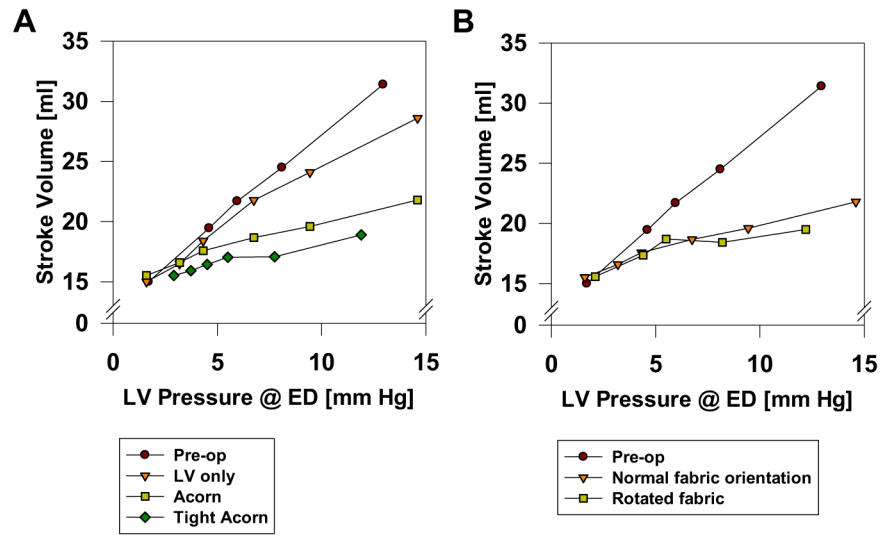 A
35
30
25
20
15
0
Stroke Volume [ml]
0 5 10 15
LV Pressure @ ED [mm Hg]
Pre-op
LV only
Acorn
Tight Acorn
B
35
30
25
20
15
0
Stroke Volume [ml]
0 5 10 15
LV Pressure @ ED [mm Hg]
Pre-op
Normal fabric orientation
Rotated fabric